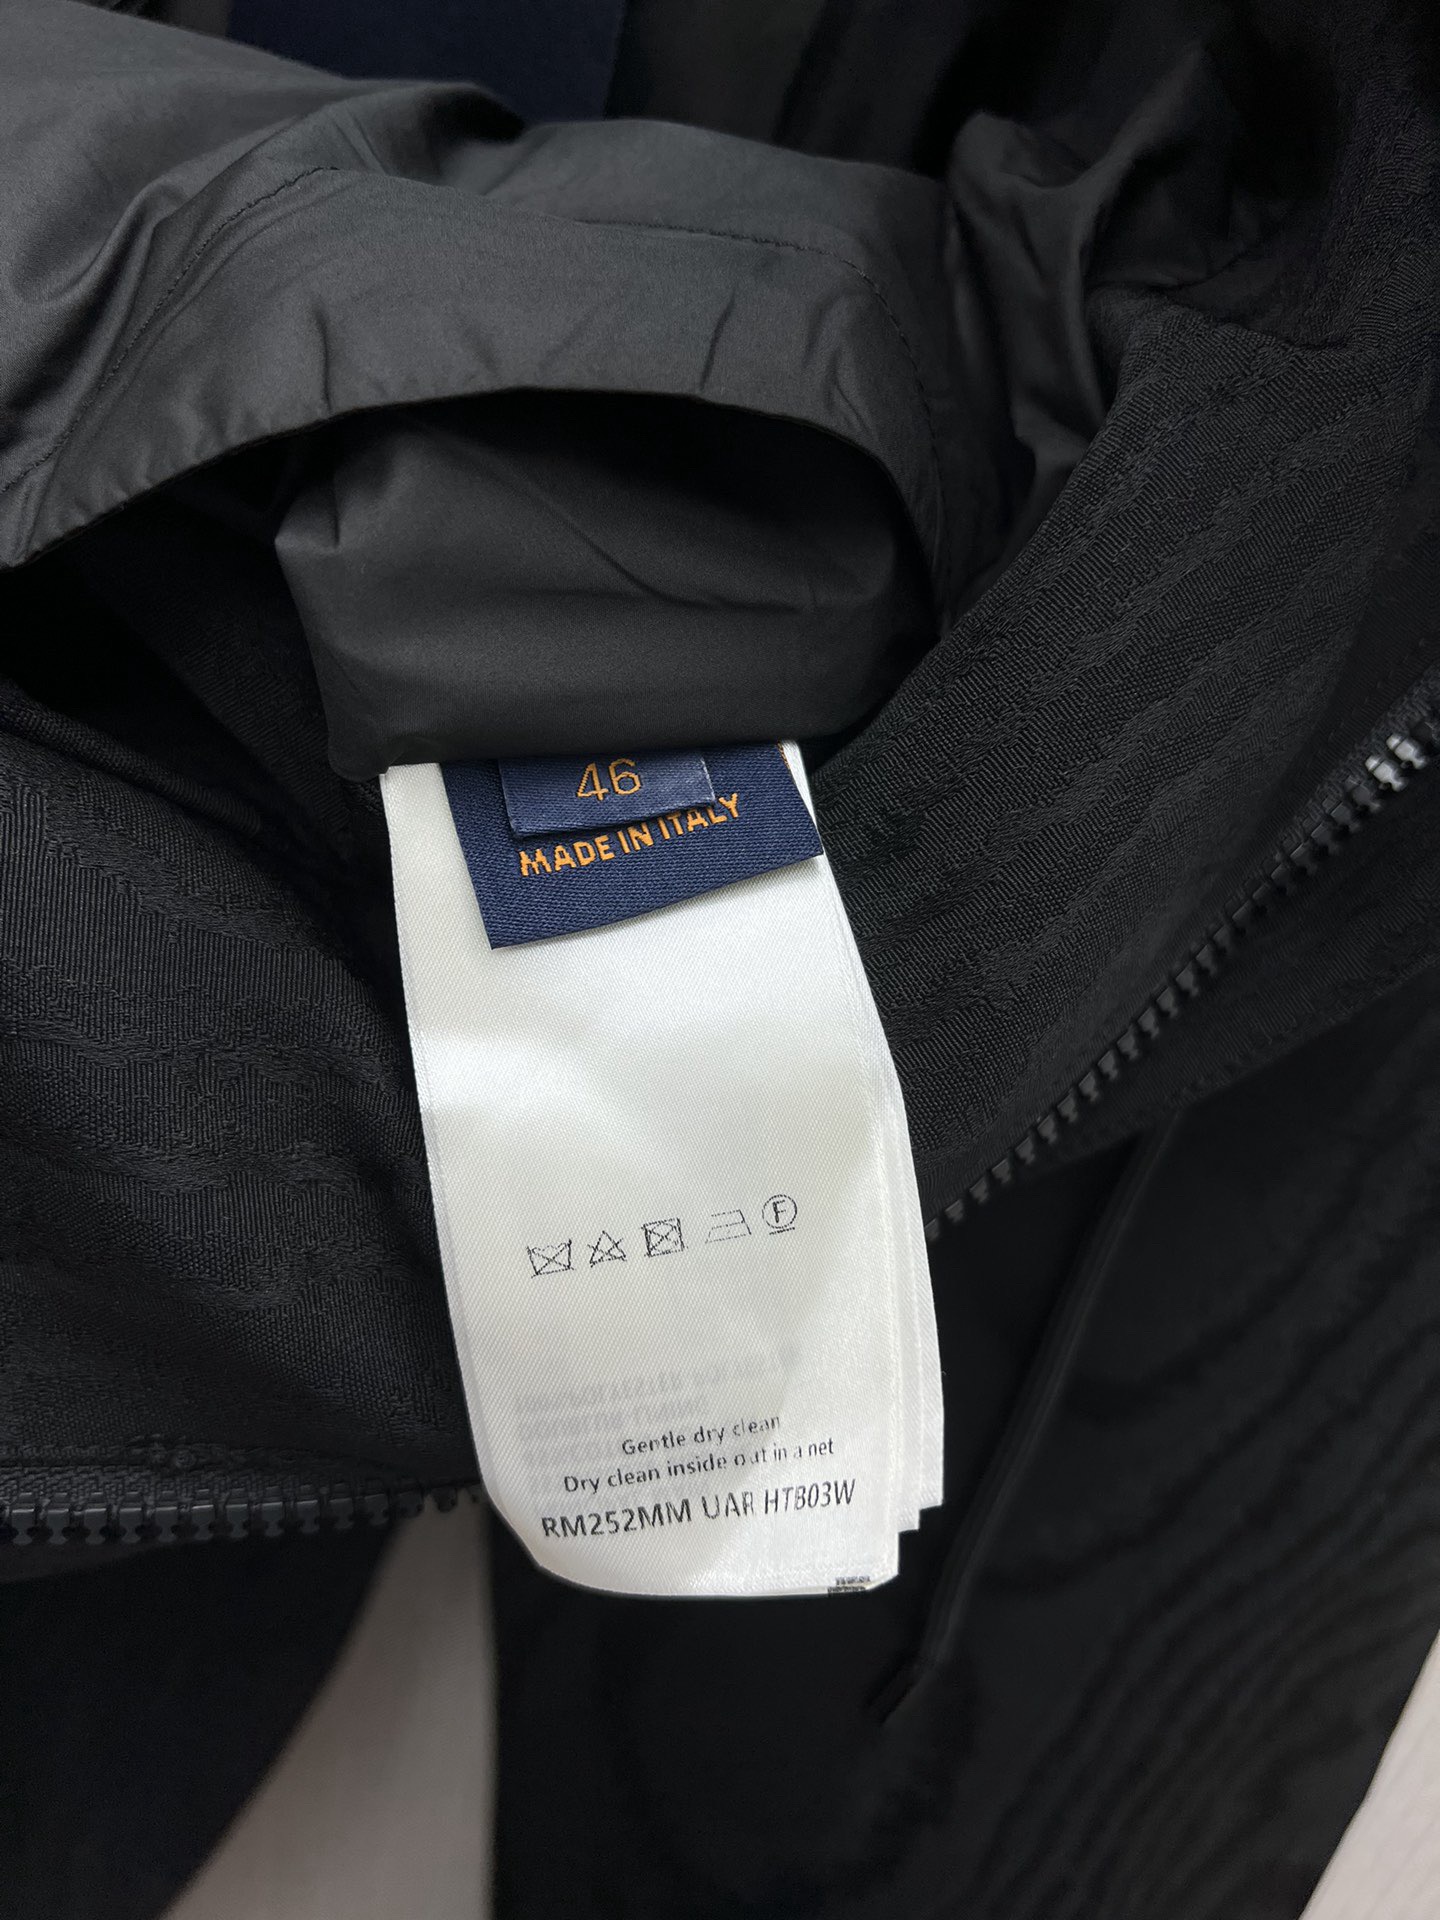 46
MADE IN ITALY
F
Gentle dry clean
Dry clean inside out in a net
RM252MM UAR HTB03W